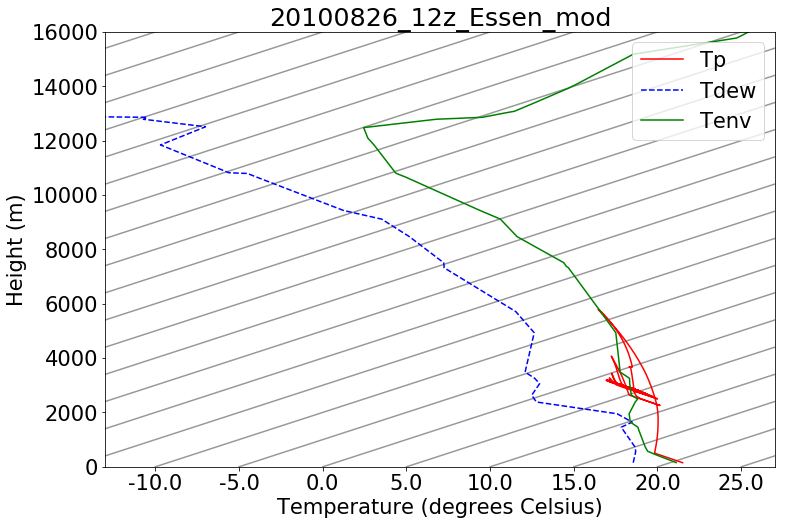 20100826_12z_Essen_mod
16000
14000
12000
10000
8000
6000
4000
2000
0
Height (m)
Tp
Tdew
Tenv
-10.0 -5.0 0.0 5.0 10.0 15.0 20.0 25.0
Temperature (degrees Celsius)